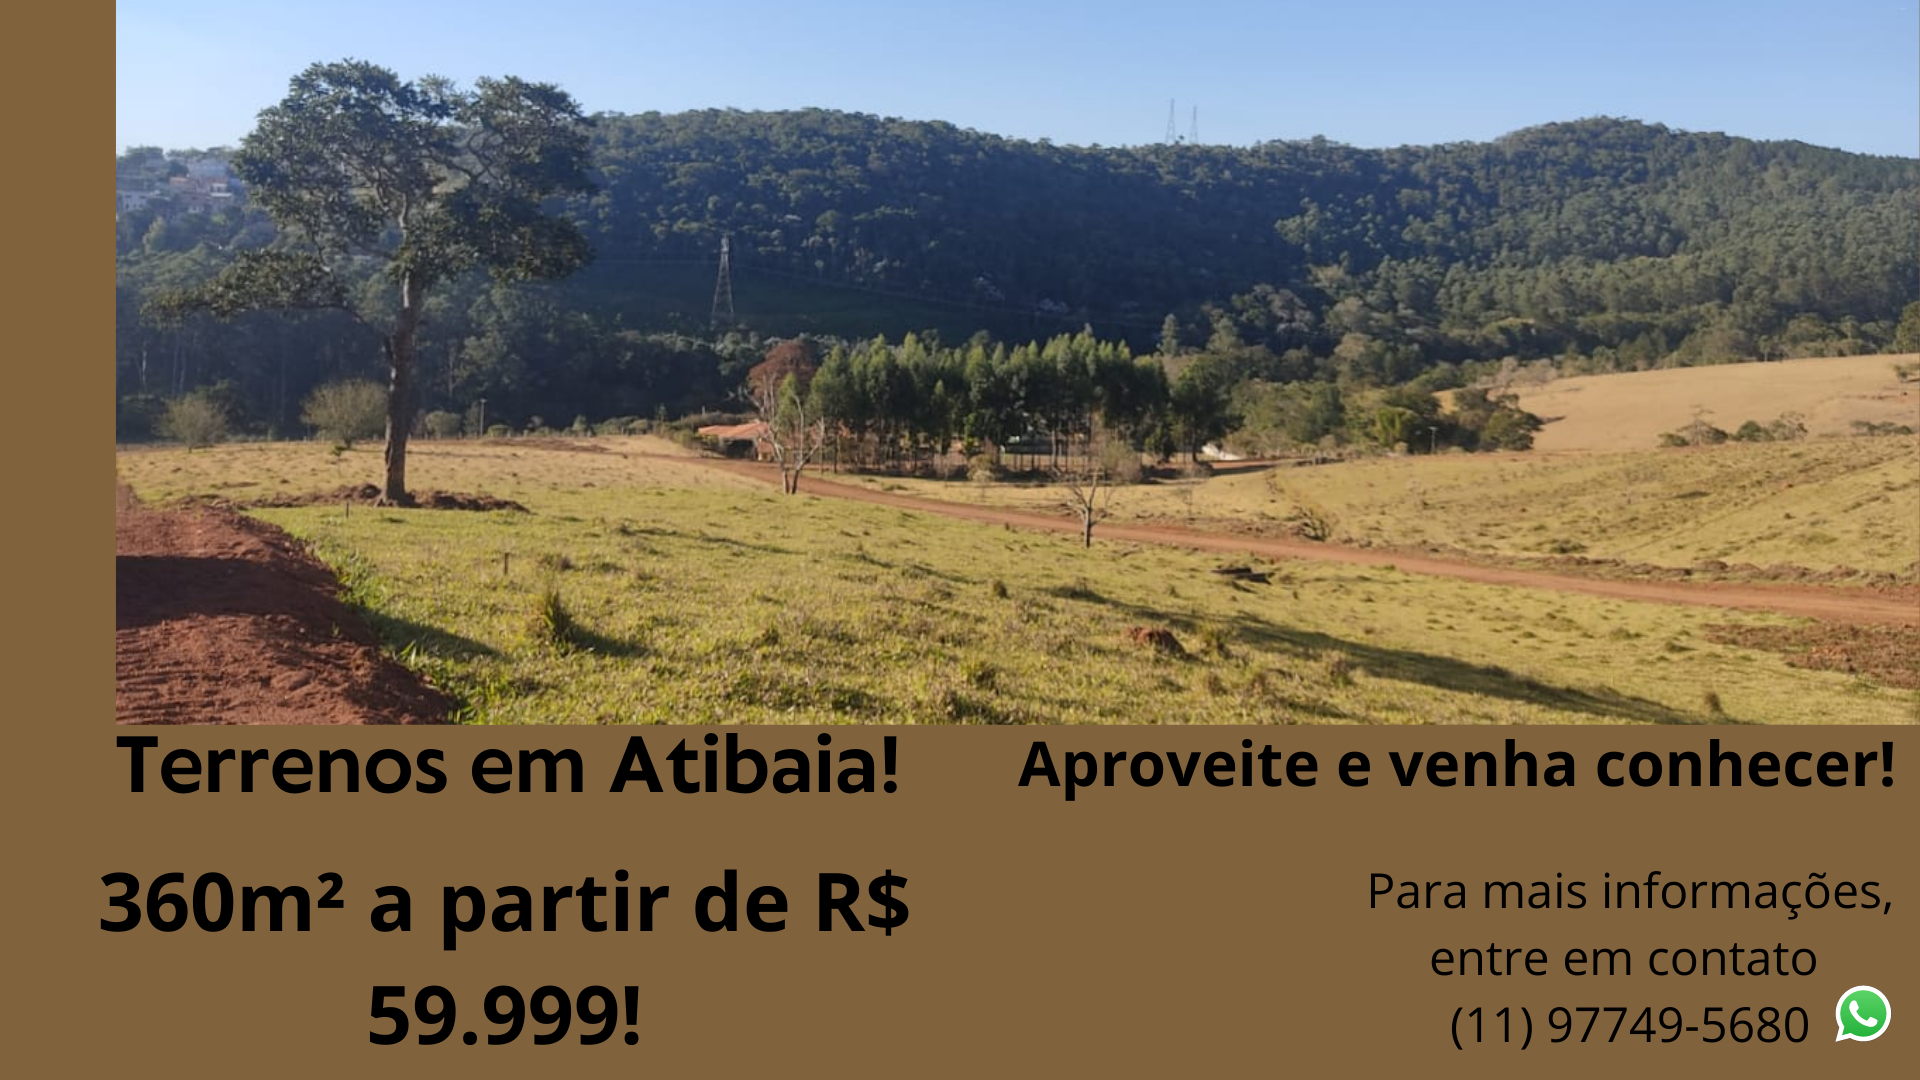 Terrenos em Atibaia!
360m² a partir de R$
59.999!
Aproveite e venha conhecer!
Para mais informações,
entre em contato
(11) 97749-5680